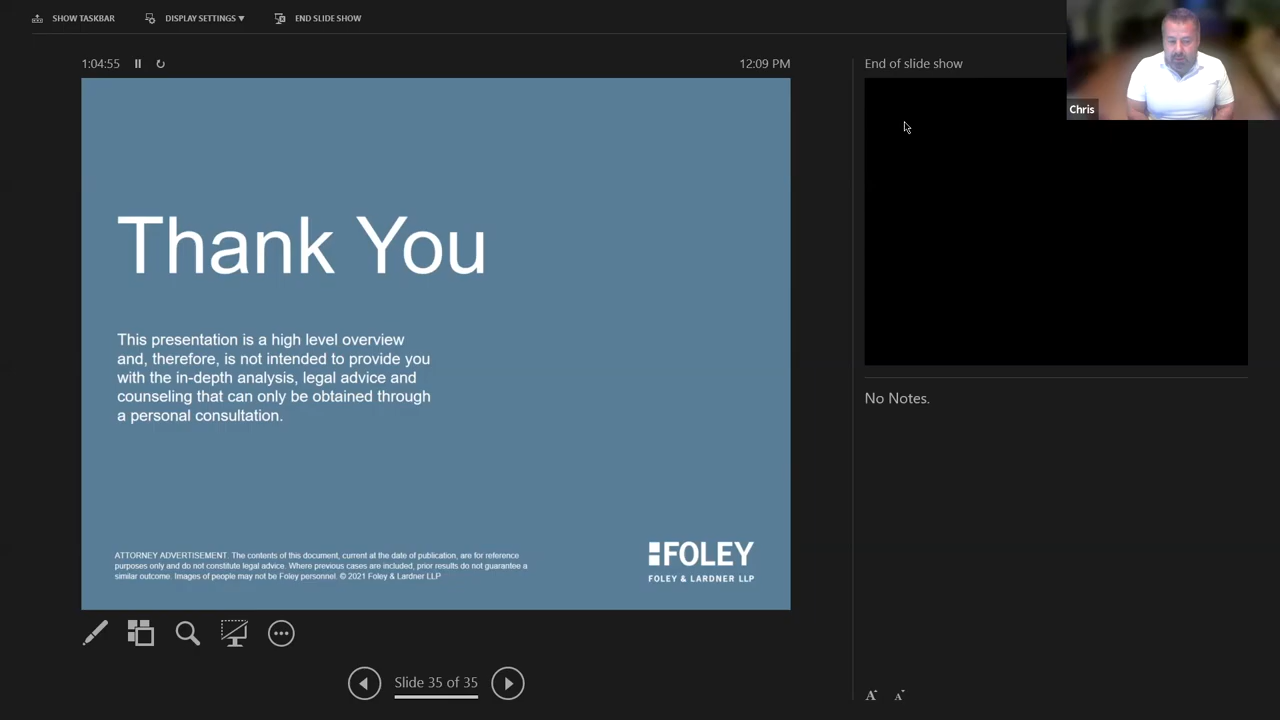 SHOW TASKBAR
DISPLAY SETTINGS ▼
END SLIDE SHOW
1:04:55
12:09 PM
End of slide show
Chris
Thank You
This presentation is a high level overview
and, therefore, is not intended to provide you
with the in-depth analysis, legal advice and
counseling that can only be obtained through
a personal consultation.
No Notes.
ATTORNEY ADVERTISEMENT. The contents of this document, current at the date of publication, are for reference
purposes only and do not constitute legal advice. Where previous cases are included, prior results do not guarantee a
similar outcome. Images of people may not be Foley personnel. © 2021 Foley & Lardner LLP
FOLEY
FOLEY & LARDNER LLP
Slide 35 of 35
A A